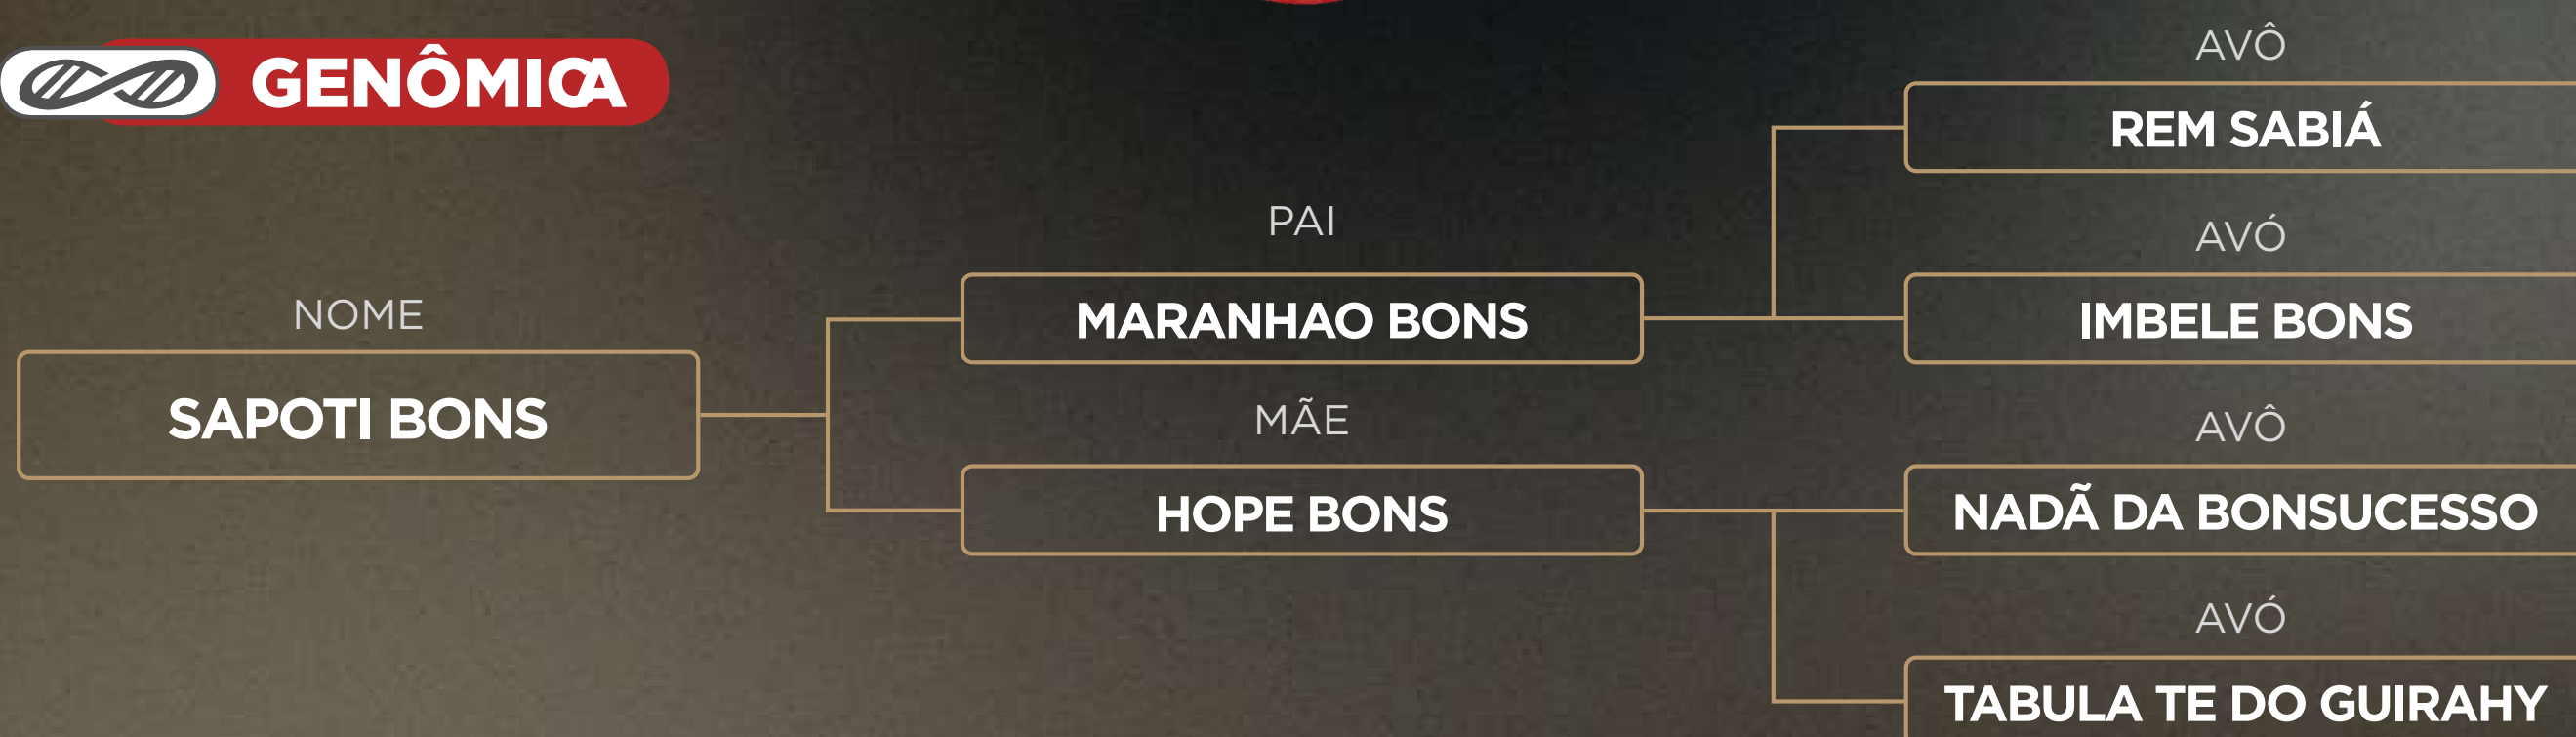 GENÔMICA
NOME
SAPOTI BONS
PAI
MARANHAO BONS
MÃE
HOPE BONS
AVÔ
REM SABIÁ
AVÓ
IMBELE BONS
AVÔ
NADÃ DA BONSUCESSO
AVÓ
TABULA TE DO GUIRAHY